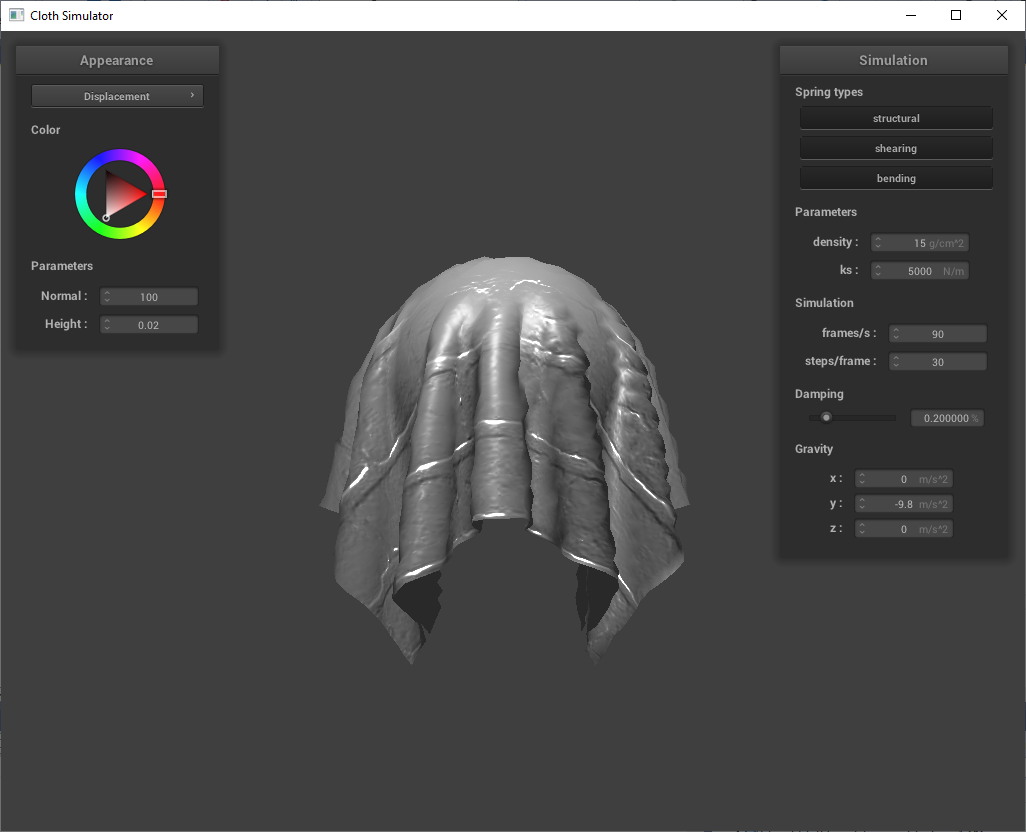 Cloth Simulator
Appearance
Displacement
Color
Parameters
Normal : 100
Height : 0.02
Simulation
Spring types
structural
shearing
bending
Parameters
density : 15 g/cm^2
ks : 5000 N/m
Simulation
frames/s : 90
steps/frame : 30
Damping
0.200000 %
Gravity
x : 0 m/s^2
y : -9.8 m/s^2
z : 0 m/s^2